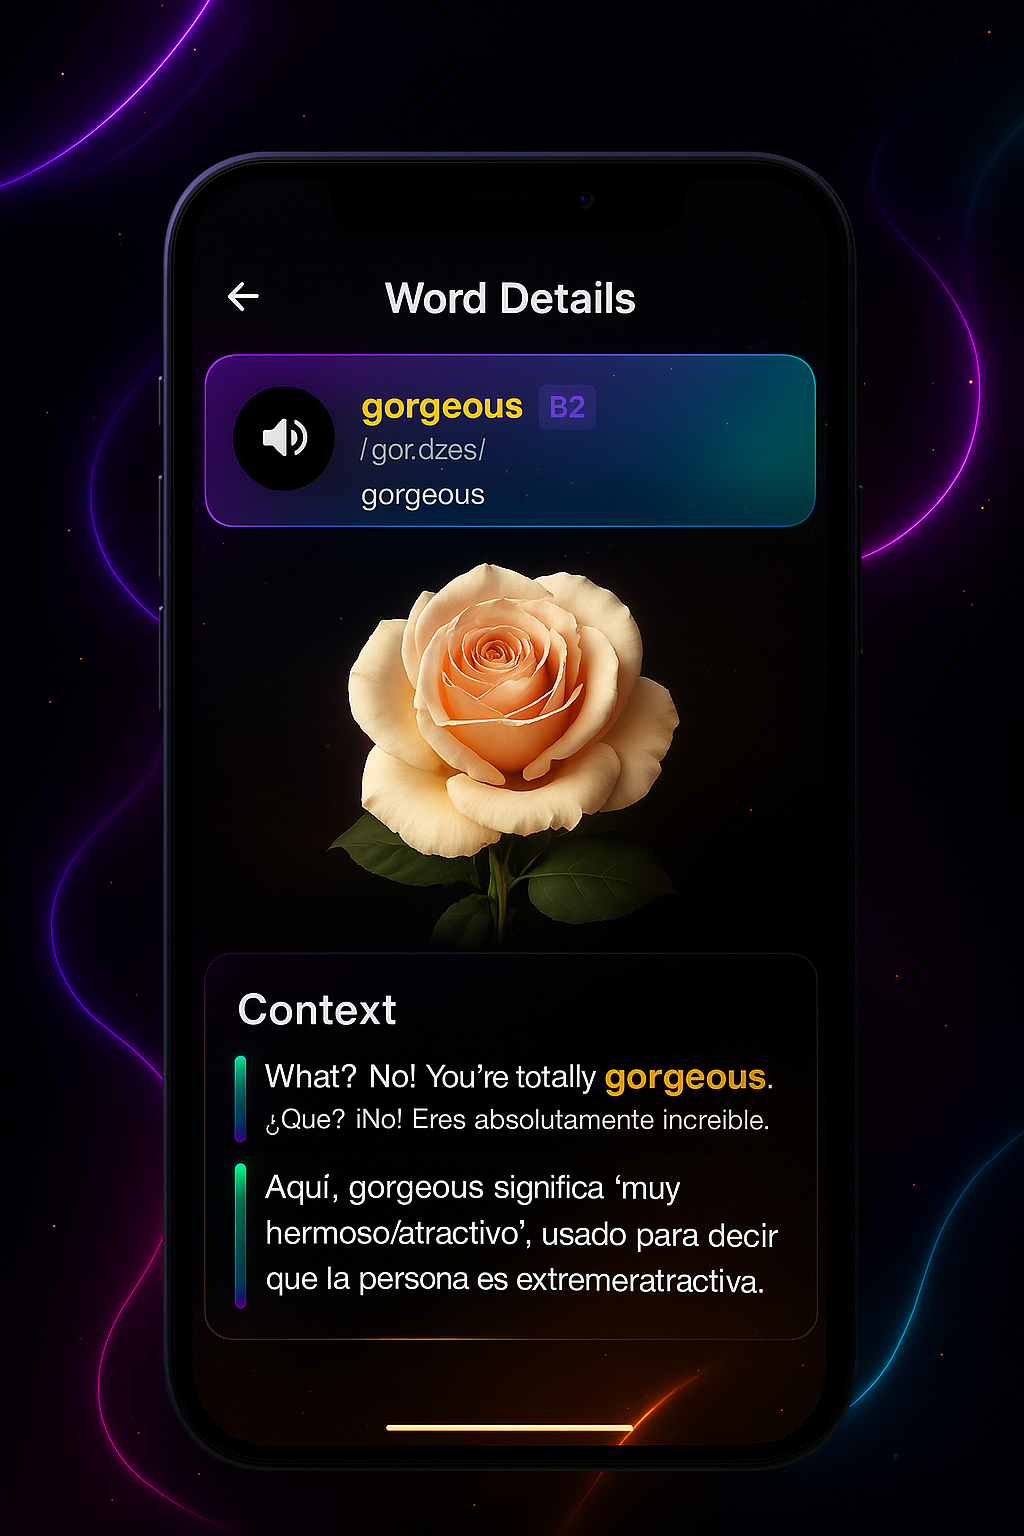 Word Details
gorgeous B2
/gor.dzes/
gorgeous
Context
What? No! You're totally gorgeous.
¿Que? iNo! Eres absolutamente increible.
Aquí, gorgeous significa ‘muy
hermoso/atractivo’, usado para decir
que la persona es extremeratractiva.